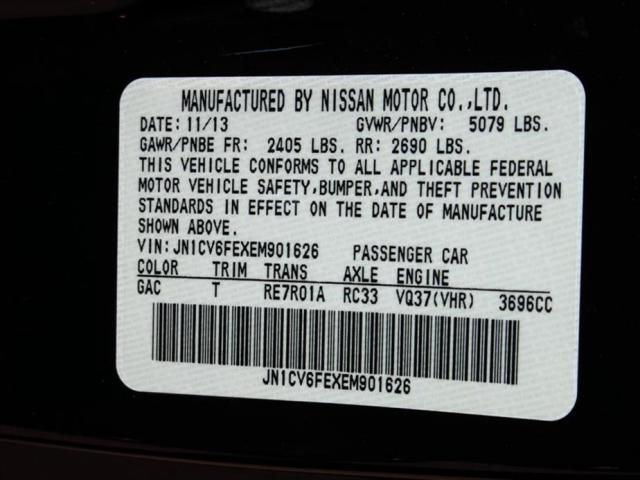 MANUFACTURED BY NISSAN MOTOR CO.,LTD.
DATE: 11/13 GVWR/PNBV: 5079 LBS.
GAWR/PNBE FR: 2405 LBS. RR: 2690 LBS.
THIS VEHICLE CONFORMS TO ALL APPLICABLE FEDERAL
MOTOR VEHICLE SAFETY,BUMPER,AND THEFT PREVENTION
STANDARDS IN EFFECT ON THE DATE OF MANUFACTURE
SHOWN ABOVE.
VIN:JN1CV6FEXEM901626 PASSENGER CAR
COLOR TRIM TRANS AXLE ENGINE
GAC T RE7R01A RC33 VQ37(VHR) 3696CC
JN1CV6FEXEM901626